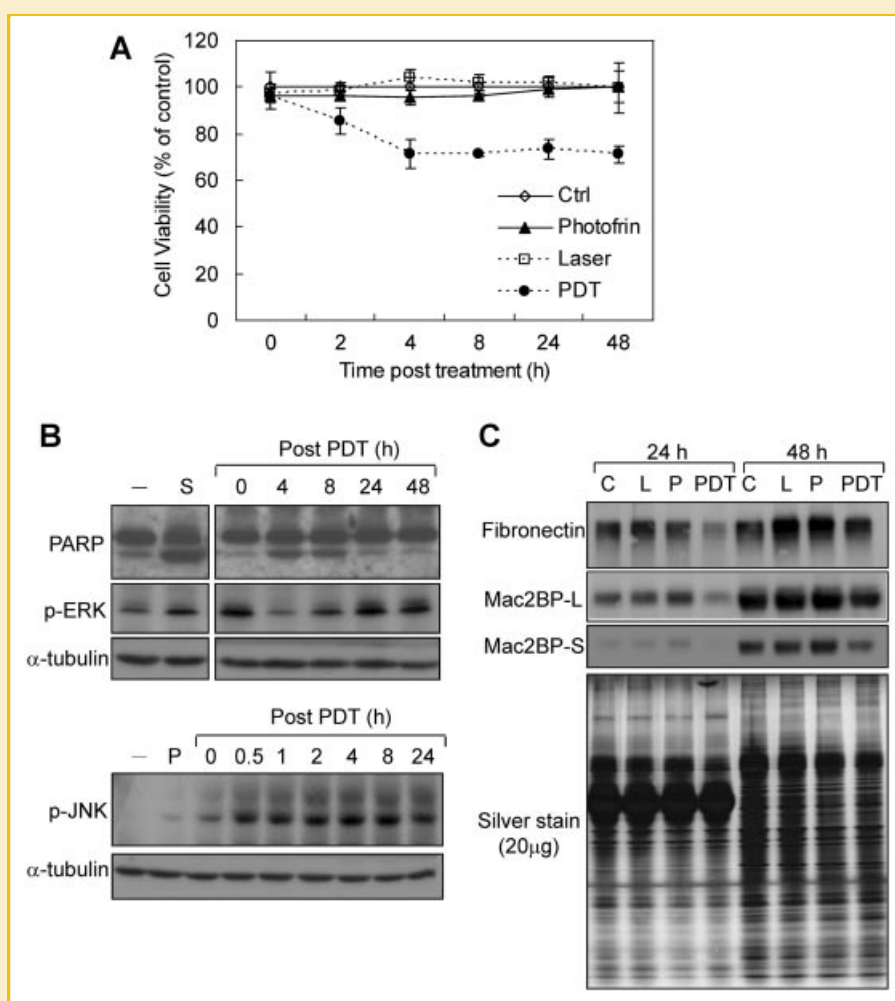 A
120
100
80
60
40
20
0
Cell Viability (% of control)
Ctrl
Photofrin
Laser
PDT
0 2 4 8 24 48
Time post treatment (h)
B
Post PDT (h)
— S 0 4 8 24 48
PARP
p-ERK
α-tubulin
Post PDT (h)
— P 0 0.5 1 2 4 8 24
p-JNK
α-tubulin
C
24 h 48 h
C L P PDT C L P PDT
Fibronectin
Mac2BP-L
Mac2BP-S
Silver stain
(20μg)